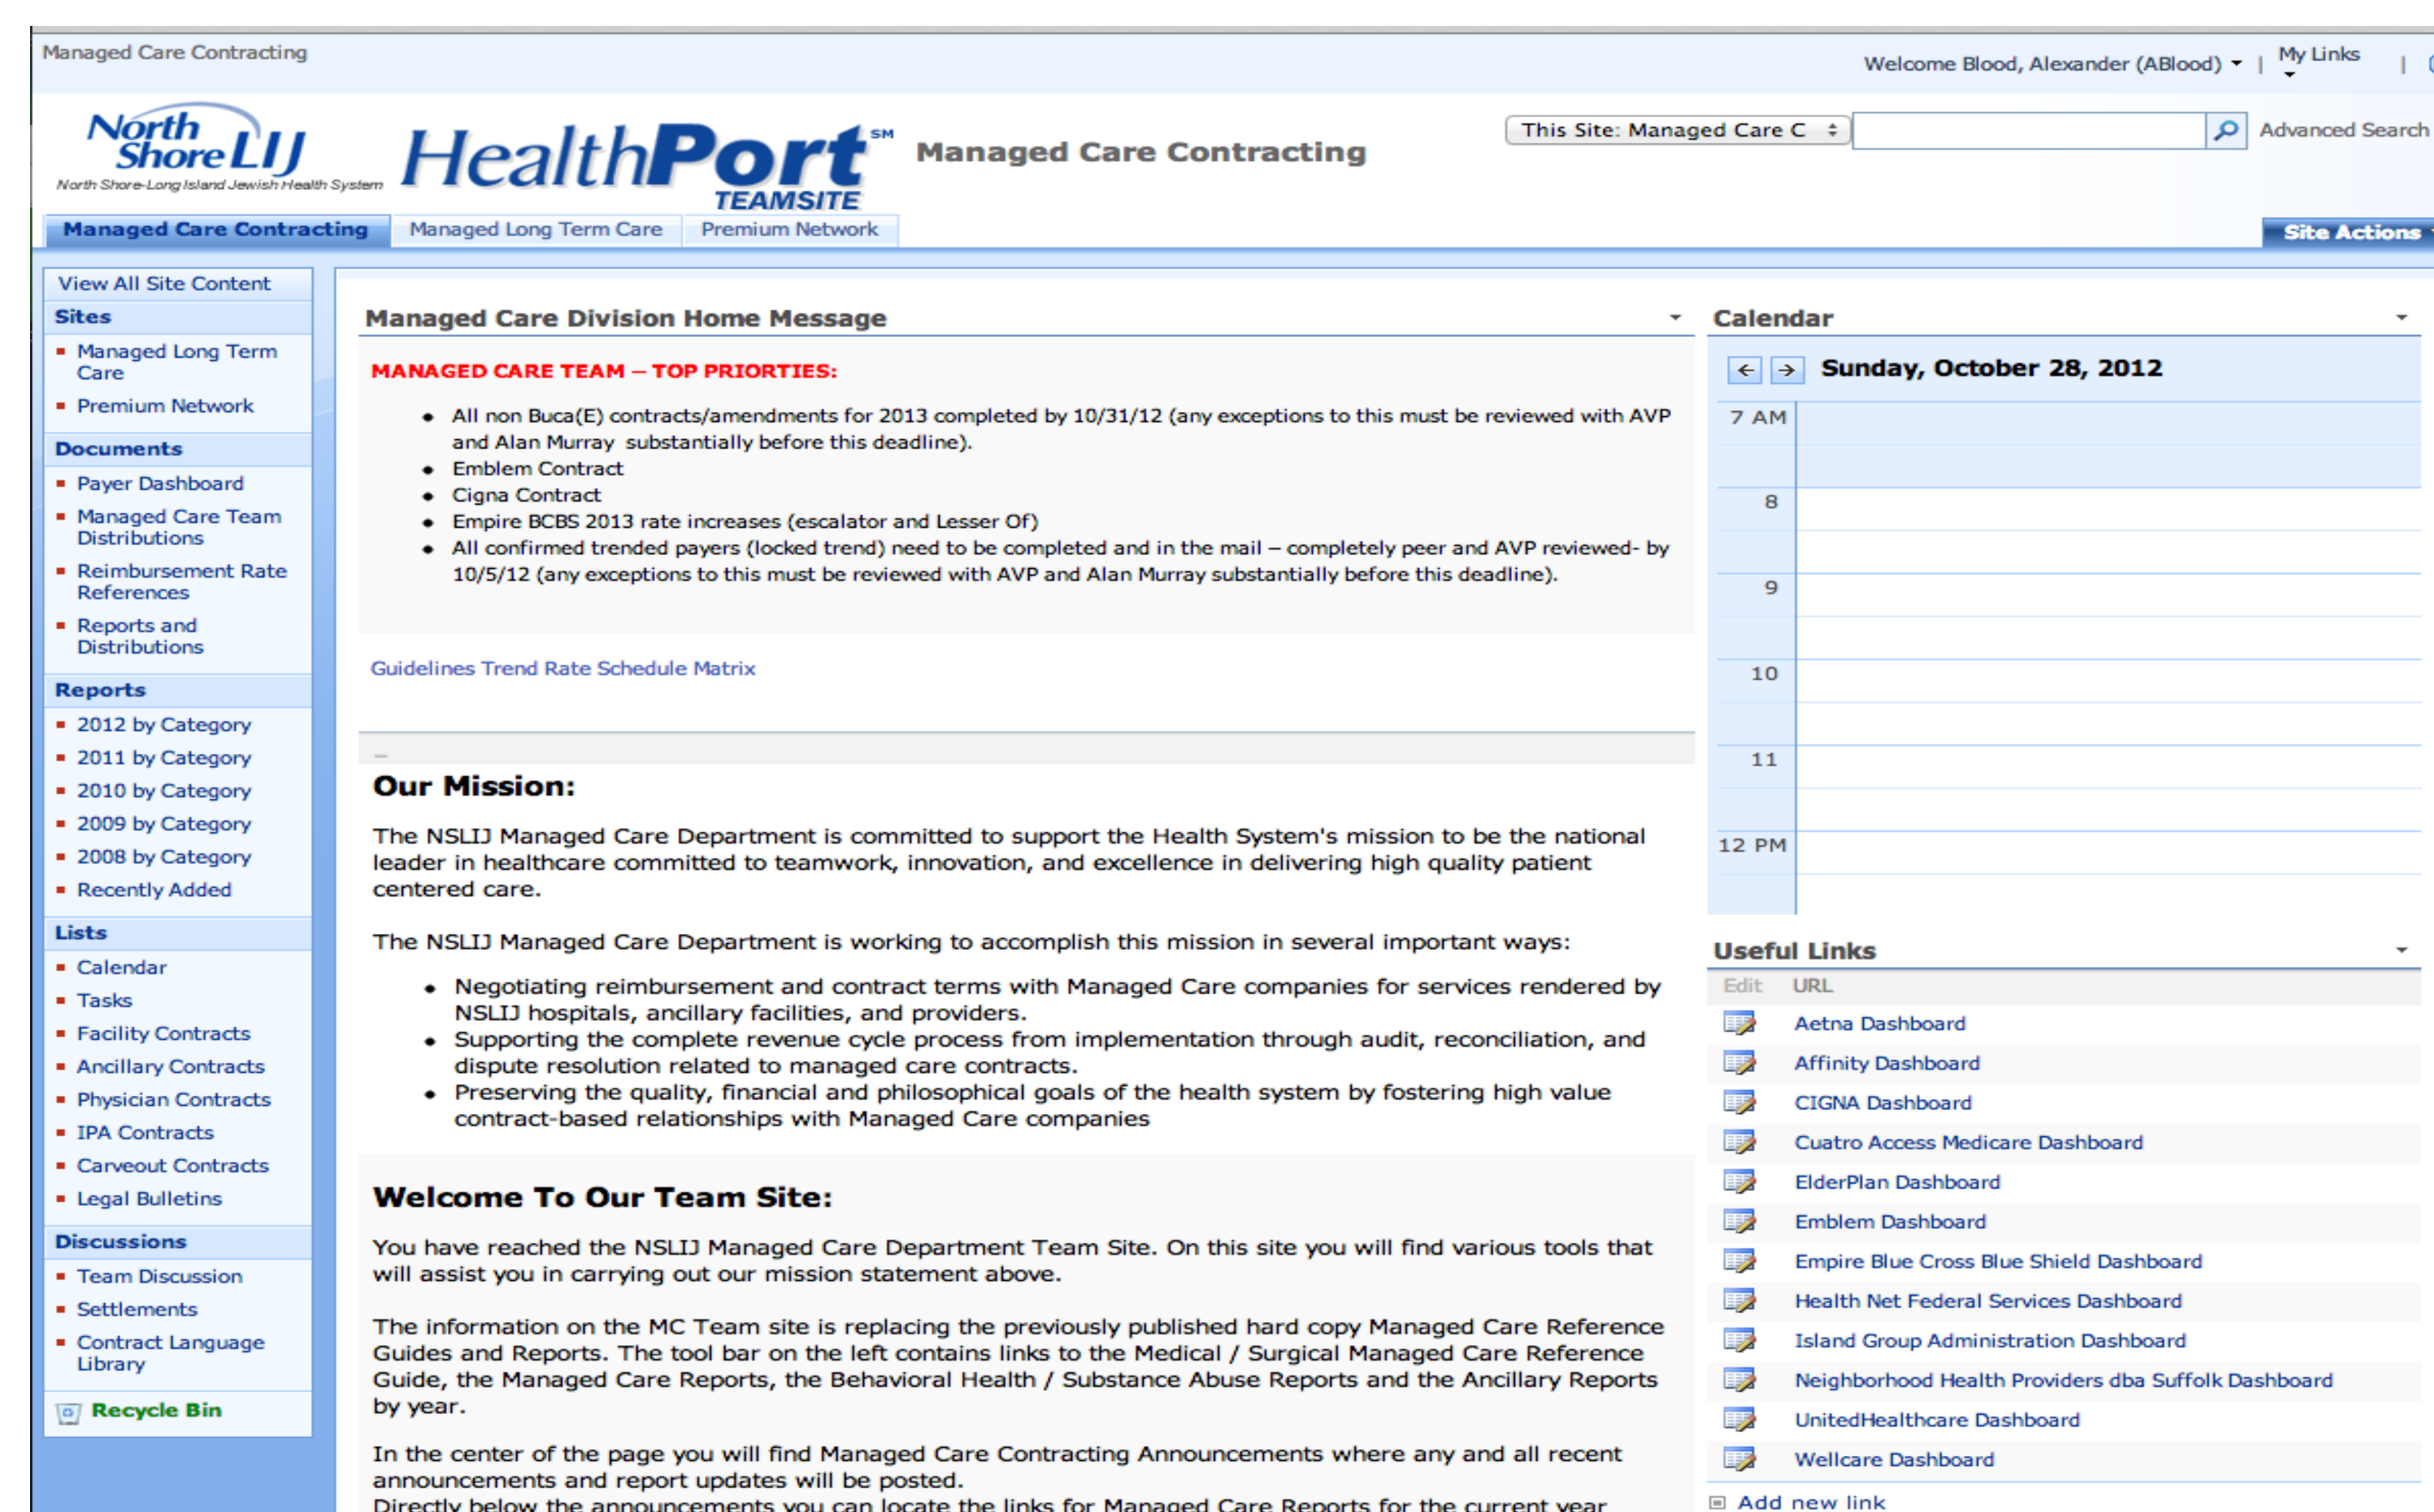 Managed Care Contracting
Welcome Blood, Alexander (ABlood) | My Links |
North
Shore LIJ
North Shore-Long Island Jewish Health System
HealthPort SM
TEAMSITE
Managed Care Contracting
This Site: Managed Care C
Advanced Search
Managed Care Contracting
Managed Long Term Care
Premium Network
Site Actions
View All Site Content
Sites
Managed Long Term
Care
Premium Network
Documents
Payer Dashboard
Managed Care Team
Distributions
Reimbursement Rate
References
Reports and
Distributions
Reports
2012 by Category
2011 by Category
2010 by Category
2009 by Category
2008 by Category
Recently Added
Lists
Calendar
Tasks
Facility Contracts
Ancillary Contracts
Physician Contracts
IPA Contracts
Carveout Contracts
Legal Bulletins
Discussions
Team Discussion
Settlements
Contract Language
Library
Recycle Bin
Managed Care Division Home Message
MANAGED CARE TEAM – TOP PRIORTIES:
• All non Buca(E) contracts/amendments for 2013 completed by 10/31/12 (any exceptions to this must be reviewed with AVP
and Alan Murray substantially before this deadline).
• Emblem Contract
• Cigna Contract
• Empire BCBS 2013 rate increases (escalator and Lesser Of)
• All confirmed trended payers (locked trend) need to be completed and in the mail – completely peer and AVP reviewed- by
10/5/12 (any exceptions to this must be reviewed with AVP and Alan Murray substantially before this deadline).
Guidelines Trend Rate Schedule Matrix
Our Mission:
The NSLIJ Managed Care Department is committed to support the Health System's mission to be the national
leader in healthcare committed to teamwork, innovation, and excellence in delivering high quality patient
centered care.
The NSLIJ Managed Care Department is working to accomplish this mission in several important ways:
• Negotiating reimbursement and contract terms with Managed Care companies for services rendered by
NSLIJ hospitals, ancillary facilities, and providers.
• Supporting the complete revenue cycle process from implementation through audit, reconciliation, and
dispute resolution related to managed care contracts.
• Preserving the quality, financial and philosophical goals of the health system by fostering high value
contract-based relationships with Managed Care companies
Welcome To Our Team Site:
You have reached the NSLIJ Managed Care Department Team Site. On this site you will find various tools that
will assist you in carrying out our mission statement above.
The information on the MC Team site is replacing the previously published hard copy Managed Care Reference
Guides and Reports. The tool bar on the left contains links to the Medical / Surgical Managed Care Reference
Guide, the Managed Care Reports, the Behavioral Health / Substance Abuse Reports and the Ancillary Reports
by year.
In the center of the page you will find Managed Care Contracting Announcements where any and all recent
announcements and report updates will be posted.
Directly below the announcements you can locate the links for Managed Care Reports for the current year
Calendar
Sunday, October 28, 2012
7 AM
8
9
10
11
12 PM
Useful Links
Edit URL
Aetna Dashboard
Affinity Dashboard
CIGNA Dashboard
Cuatro Access Medicare Dashboard
ElderPlan Dashboard
Emblem Dashboard
Empire Blue Cross Blue Shield Dashboard
Health Net Federal Services Dashboard
Island Group Administration Dashboard
Neighborhood Health Providers dba Suffolk Dashboard
UnitedHealthcare Dashboard
Wellcare Dashboard
Add new link